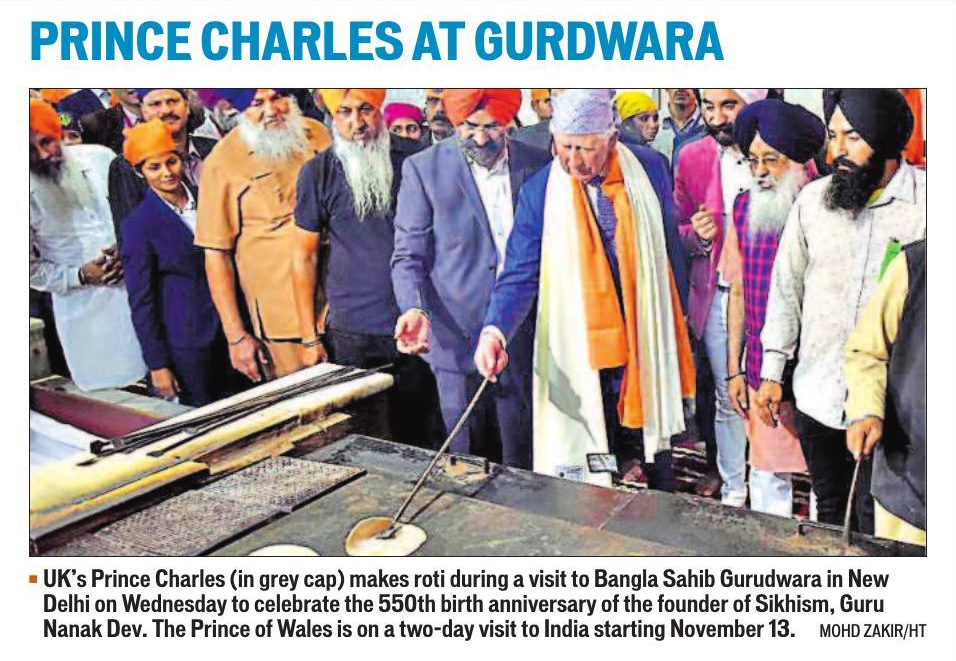 PRINCE CHARLES AT GURDWARA
UK's Prince Charles (in grey cap) makes roti during a visit to Bangla Sahib Gurudwara in New
Delhi on Wednesday to celebrate the 550th birth anniversary of the founder of Sikhism, Guru
Nanak Dev. The Prince of Wales is on a two-day visit to India starting November 13. MOHD ZAKIR/HT